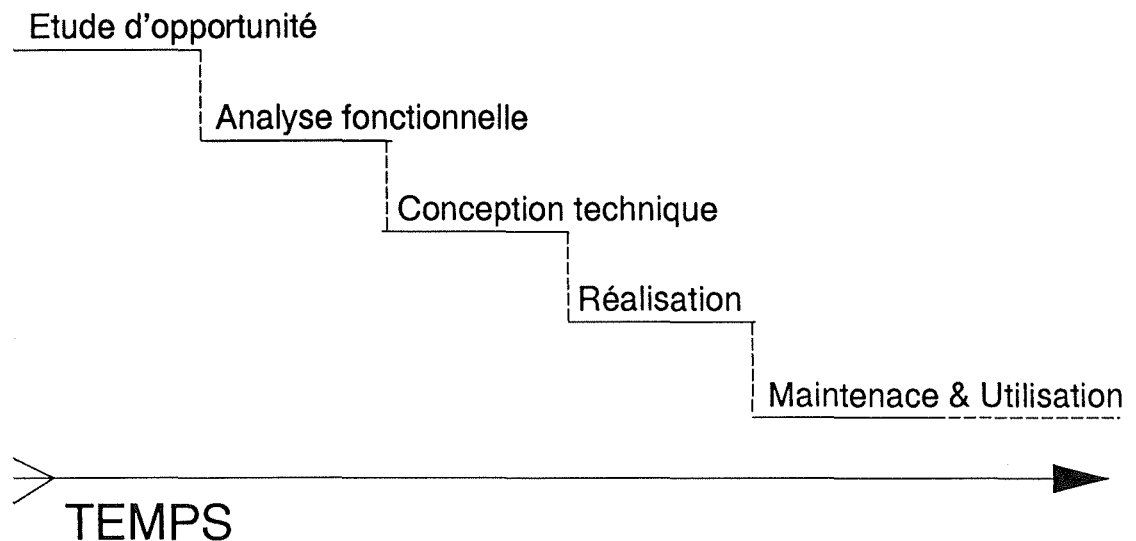 Etude d'opportunité
Analyse fonctionnelle
Conception technique
Réalisation
Maintenace & Utilisation
TEMPS